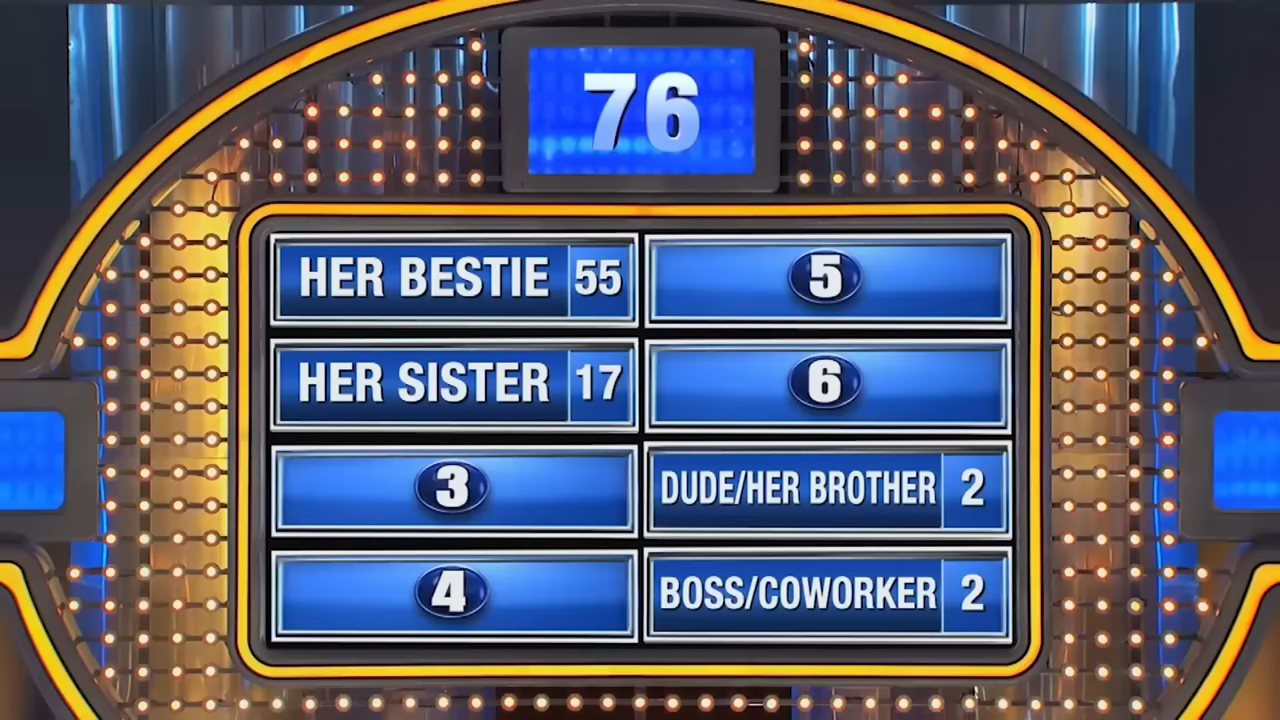 76
HER BESTIE 55
HER SISTER 17
3
4
5
6
DUDE/HER BROTHER 2
BOSS/COWORKER 2